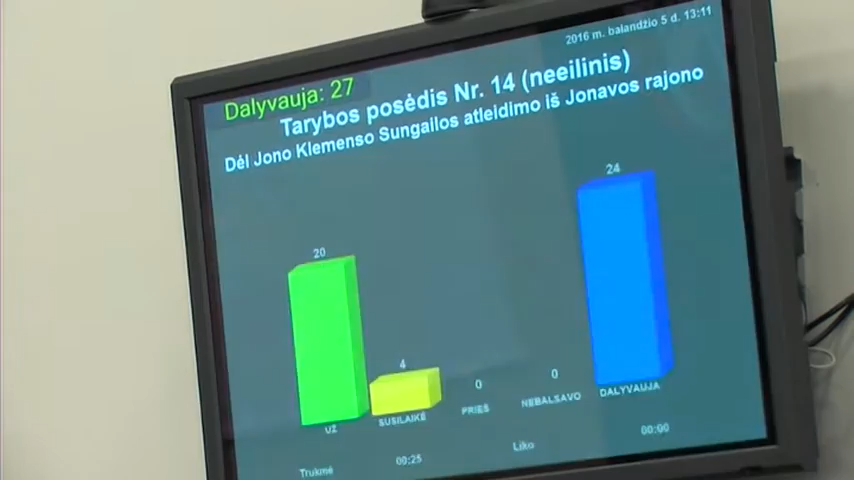 2016 m. balandžio 5 d. 13:11
Dalyvauja: 27
Tarybos posėdis Nr. 14 (neeilinis)
Dėl Jono Klemenso Sungailos atleidimo iš Jonavos rajono
20
4
0
0
24
UŽ
SUSILAIKĖ
PRIEŠ
NEBALSAVO
DALYVAUJA
Trukmė 00:25 Liko 00:00